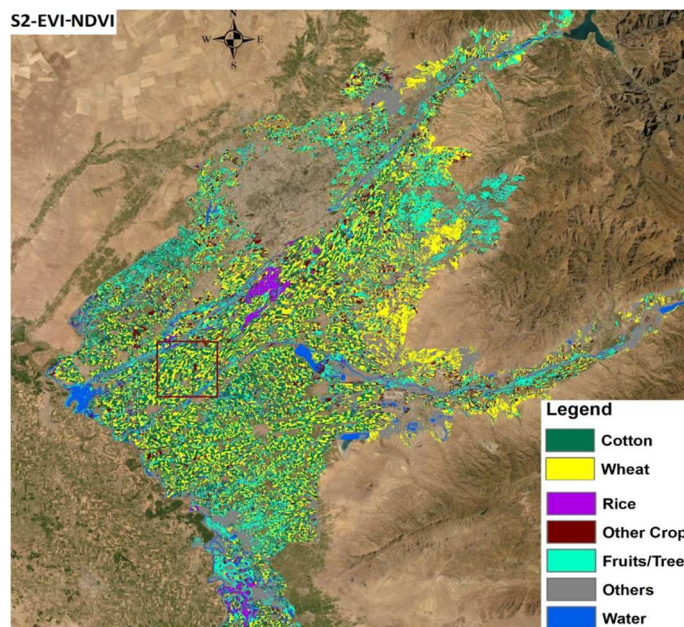 S2-EVI-NDVI
N
W E
S
Legend
Cotton
Wheat
Rice
Other Crop
Fruits/Tree
Others
Water